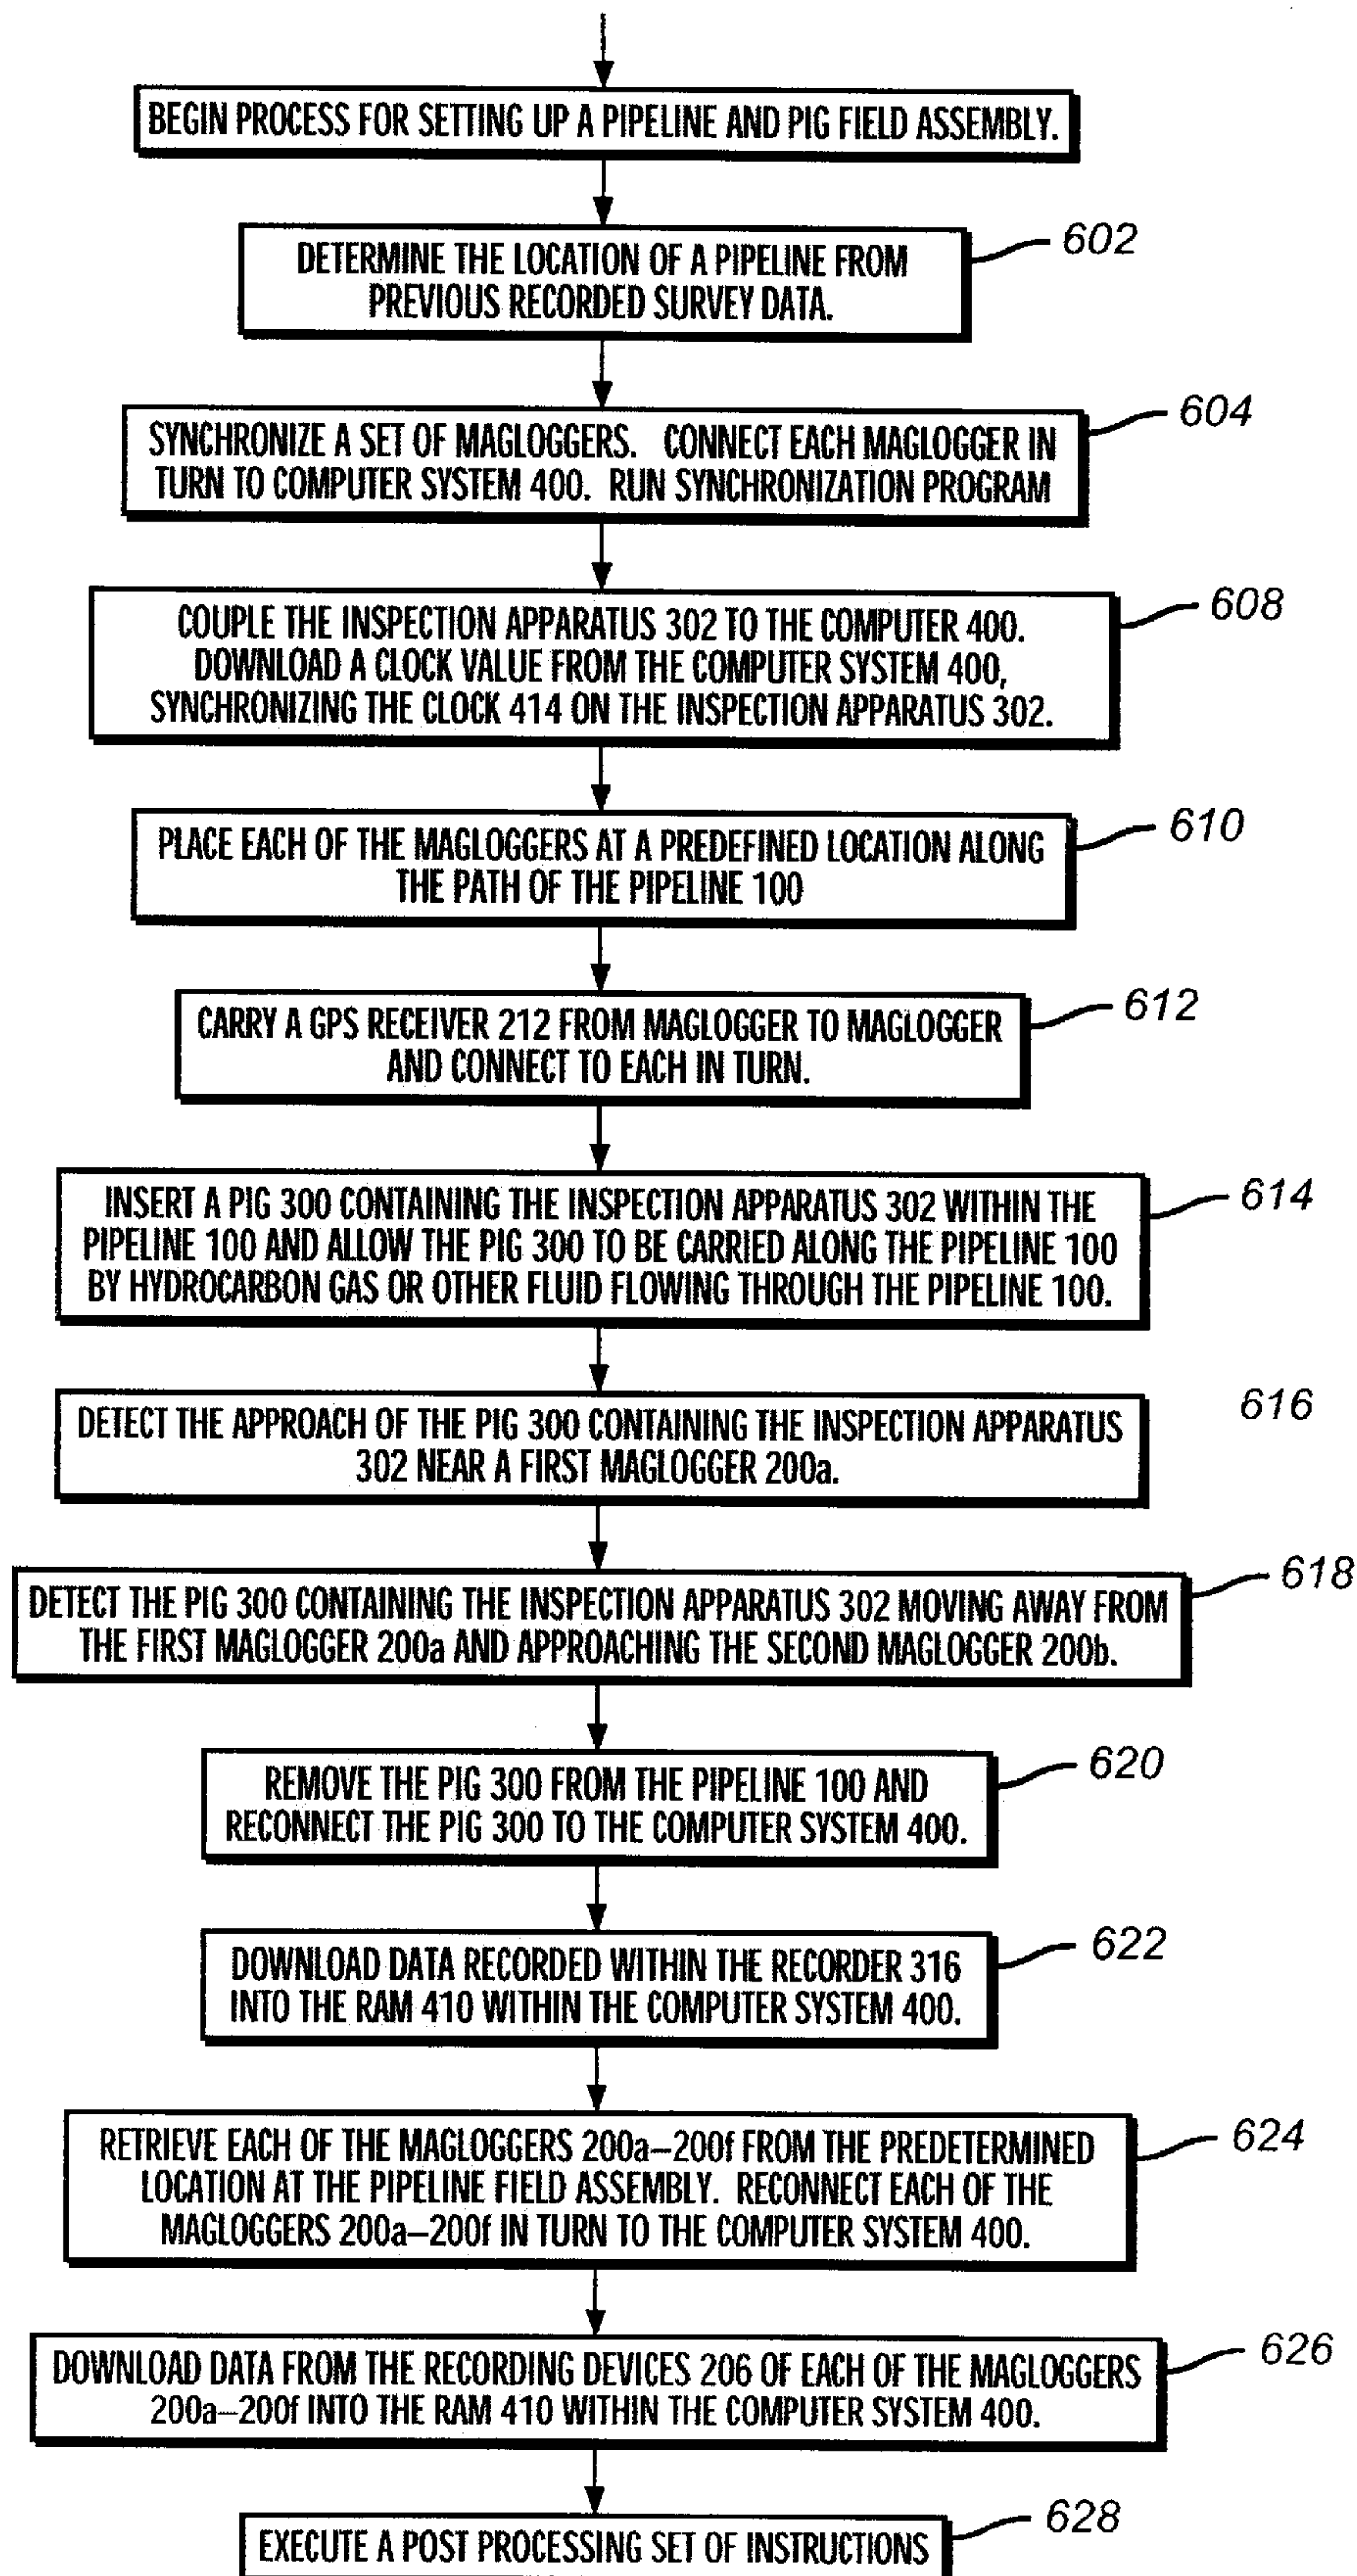 BEGIN PROCESS FOR SETTING UP A PIPELINE AND PIG FIELD ASSEMBLY.
602
DETERMINE THE LOCATION OF A PIPELINE FROM
PREVIOUS RECORDED SURVEY DATA.
604
SYNCHRONIZE A SET OF MAGLOGGERS. CONNECT EACH MAGLOGGER IN
TURN TO COMPUTER SYSTEM 400. RUN SYNCHRONIZATION PROGRAM
608
COUPLE THE INSPECTION APPARATUS 302 TO THE COMPUTER 400.
DOWNLOAD A CLOCK VALUE FROM THE COMPUTER SYSTEM 400,
SYNCHRONIZING THE CLOCK 414 ON THE INSPECTION APPARATUS 302.
610
PLACE EACH OF THE MAGLOGGERS AT A PREDEFINED LOCATION ALONG
THE PATH OF THE PIPELINE 100
612
CARRY A GPS RECEIVER 212 FROM MAGLOGGER TO MAGLOGGER
AND CONNECT TO EACH IN TURN.
614
INSERT A PIG 300 CONTAINING THE INSPECTION APPARATUS 302 WITHIN THE
PIPELINE 100 AND ALLOW THE PIG 300 TO BE CARRIED ALONG THE PIPELINE 100
BY HYDROCARBON GAS OR OTHER FLUID FLOWING THROUGH THE PIPELINE 100.
616
DETECT THE APPROACH OF THE PIG 300 CONTAINING THE INSPECTION APPARATUS
302 NEAR A FIRST MAGLOGGER 200a.
618
DETECT THE PIG 300 CONTAINING THE INSPECTION APPARATUS 302 MOVING AWAY FROM
THE FIRST MAGLOGGER 200a AND APPROACHING THE SECOND MAGLOGGER 200b.
620
REMOVE THE PIG 300 FROM THE PIPELINE 100 AND
RECONNECT THE PIG 300 TO THE COMPUTER SYSTEM 400.
622
DOWNLOAD DATA RECORDED WITHIN THE RECORDER 316
INTO THE RAM 410 WITHIN THE COMPUTER SYSTEM 400.
624
RETRIEVE EACH OF THE MAGLOGGERS 200a–200f FROM THE PREDETERMINED
LOCATION AT THE PIPELINE FIELD ASSEMBLY. RECONNECT EACH OF THE
MAGLOGGERS 200a–200f IN TURN TO THE COMPUTER SYSTEM 400.
626
DOWNLOAD DATA FROM THE RECORDING DEVICES 206 OF EACH OF THE MAGLOGGERS
200a–200f INTO THE RAM 410 WITHIN THE COMPUTER SYSTEM 400.
628
EXECUTE A POST PROCESSING SET OF INSTRUCTIONS